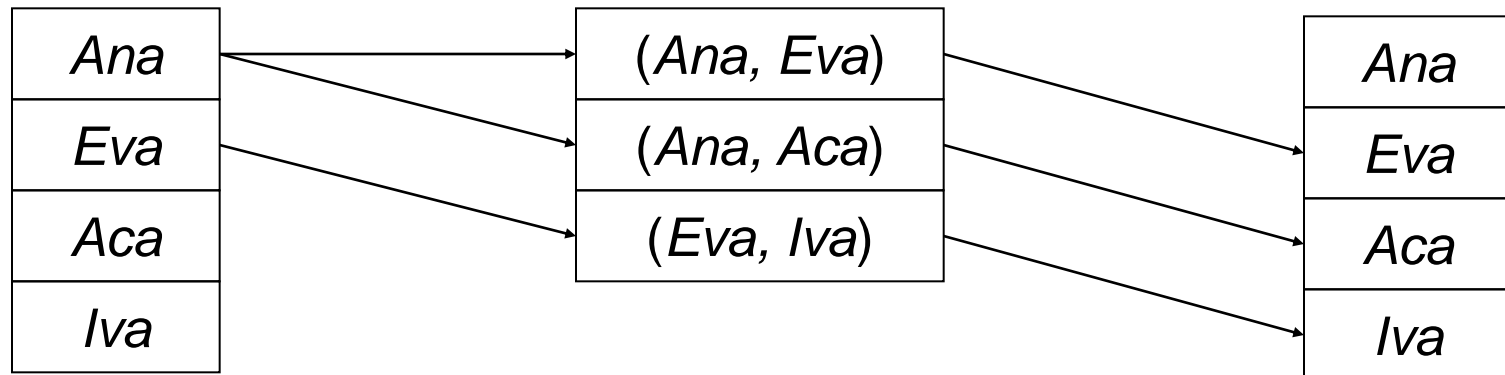 Ana
Eva
Aca
Iva
(Ana, Eva)
(Ana, Aca)
(Eva, Iva)
Ana
Eva
Aca
Iva